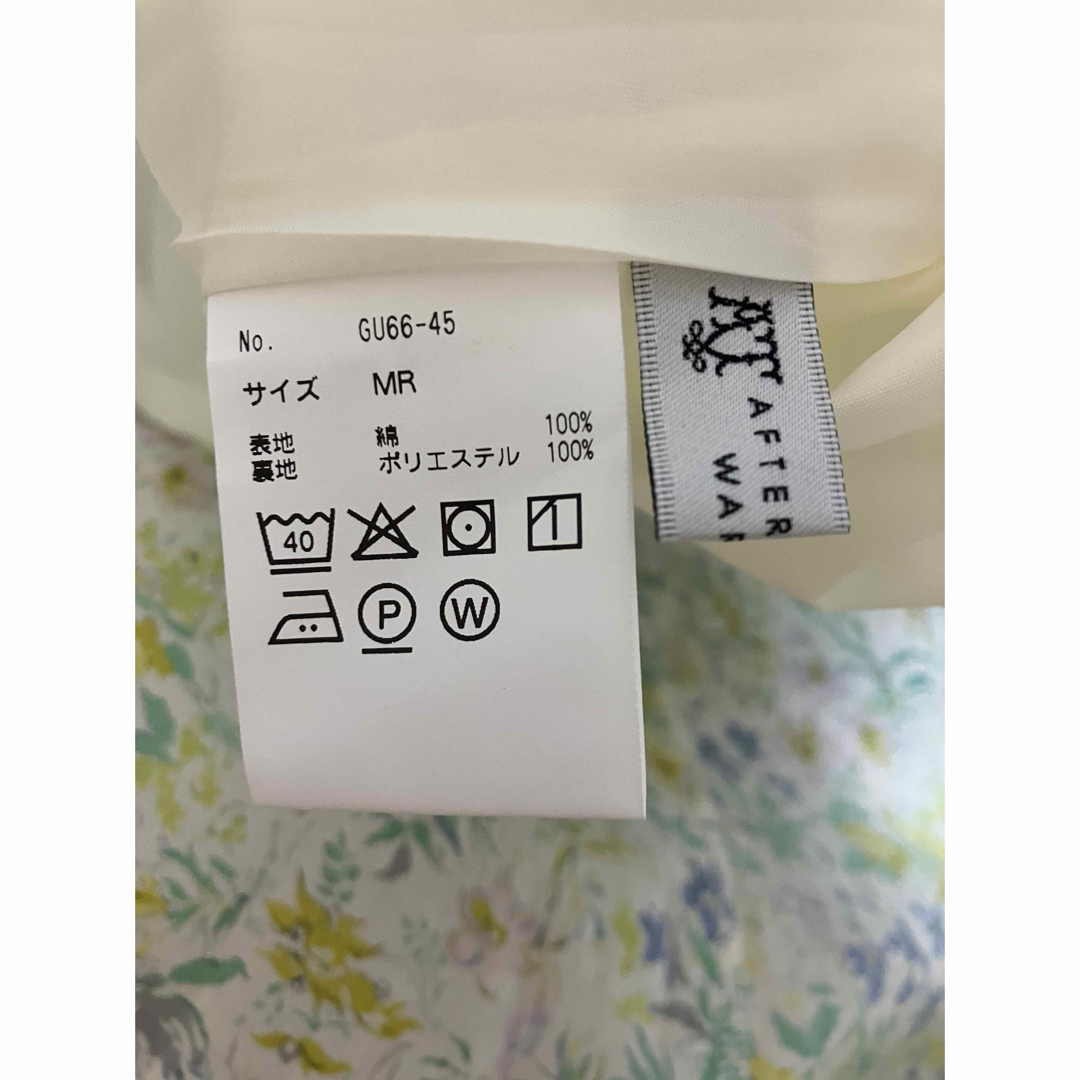 No. GU66-45
サイズ MR
表地 綿 100%
裏地 ポリエステル 100%
40
P
W
AFTER